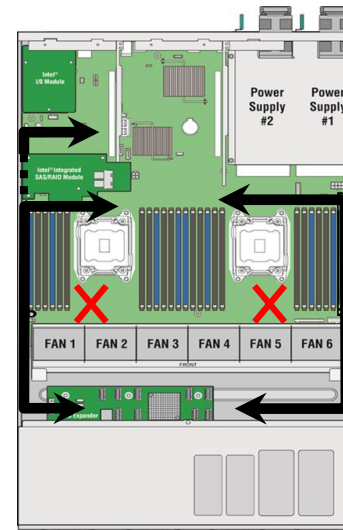 Intel®
I/O Module
Power
Supply
#2
Power
Supply
#1
Intel® Integrated
SAS/RAID Module
FAN 1
FAN 2
FAN 3
FAN 4
FAN 5
FAN 6
FRONT
Expander